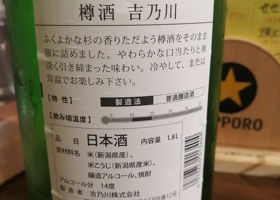 樽酒 吉乃川
ふくよかな杉の香りただよう樽酒をそのまま
瓶に詰めました。やわらかな口当たりと奥
深く引き締まった味わい。冷やして、または
常温でお楽しみ下さい。
【特 性】 製造法 普通醸造酒
【飲み頃温度】
品目 日本酒 内容量 1.8L
原材料名 米(新潟県産)、
米こうじ(新潟県産米)、
醸造アルコール、焼酎
アルコール分 14度
製造者 吉乃川株式会社
PPORO